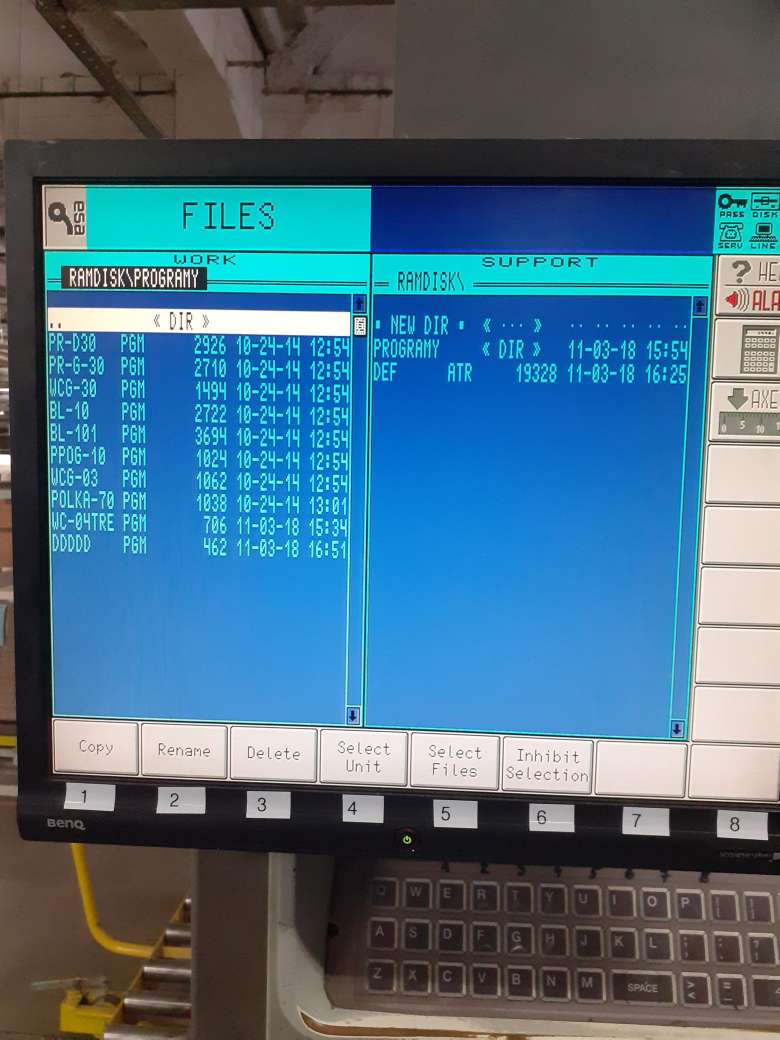 esa
FILES
PASS DISK
SERV LINE
WORK
RAMDISK\PROGRAMY
.. « DIR »
PR-D30 PGM 2926 10-24-14 12:54
PR-G-30 PGM 2710 10-24-14 12:54
WCG-30 PGM 1494 10-24-14 12:54
BL-10 PGM 2722 10-24-14 12:54
BL-101 PGM 3694 10-24-14 12:54
PPOG-10 PGM 1024 10-24-14 12:54
WCG-03 PGM 1062 10-24-14 12:54
POLKA-70 PGM 1038 10-24-14 13:01
WC-04TRE PGM 706 11-03-18 15:34
DDDDD PGM 462 11-03-18 16:51
SUPPORT
RAMDISK\
▪ NEW DIR ▪ « ... » .. .. .. .. ..
PROGRAMY « DIR » 11-03-18 15:54
DEF ATR 19328 11-03-18 16:25
? HE
ALA
AXE
0 5 10 1
Copy
Rename
Delete
Select Unit
Select Files
Inhibit Selection
1 2 3 4 5 6 7 8
BenQ
Q W E R T Y U I O P [ ]
A S D F G H J K L ; : ?
Z X C V B N M SPACE > < = _